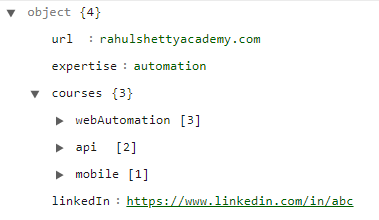 object {4}
url : rahulshettyacademy.com
expertise : automation
courses {3}
webAutomation [3]
api [2]
mobile [1]
linkedIn : https://www.linkedin.com/in/abc